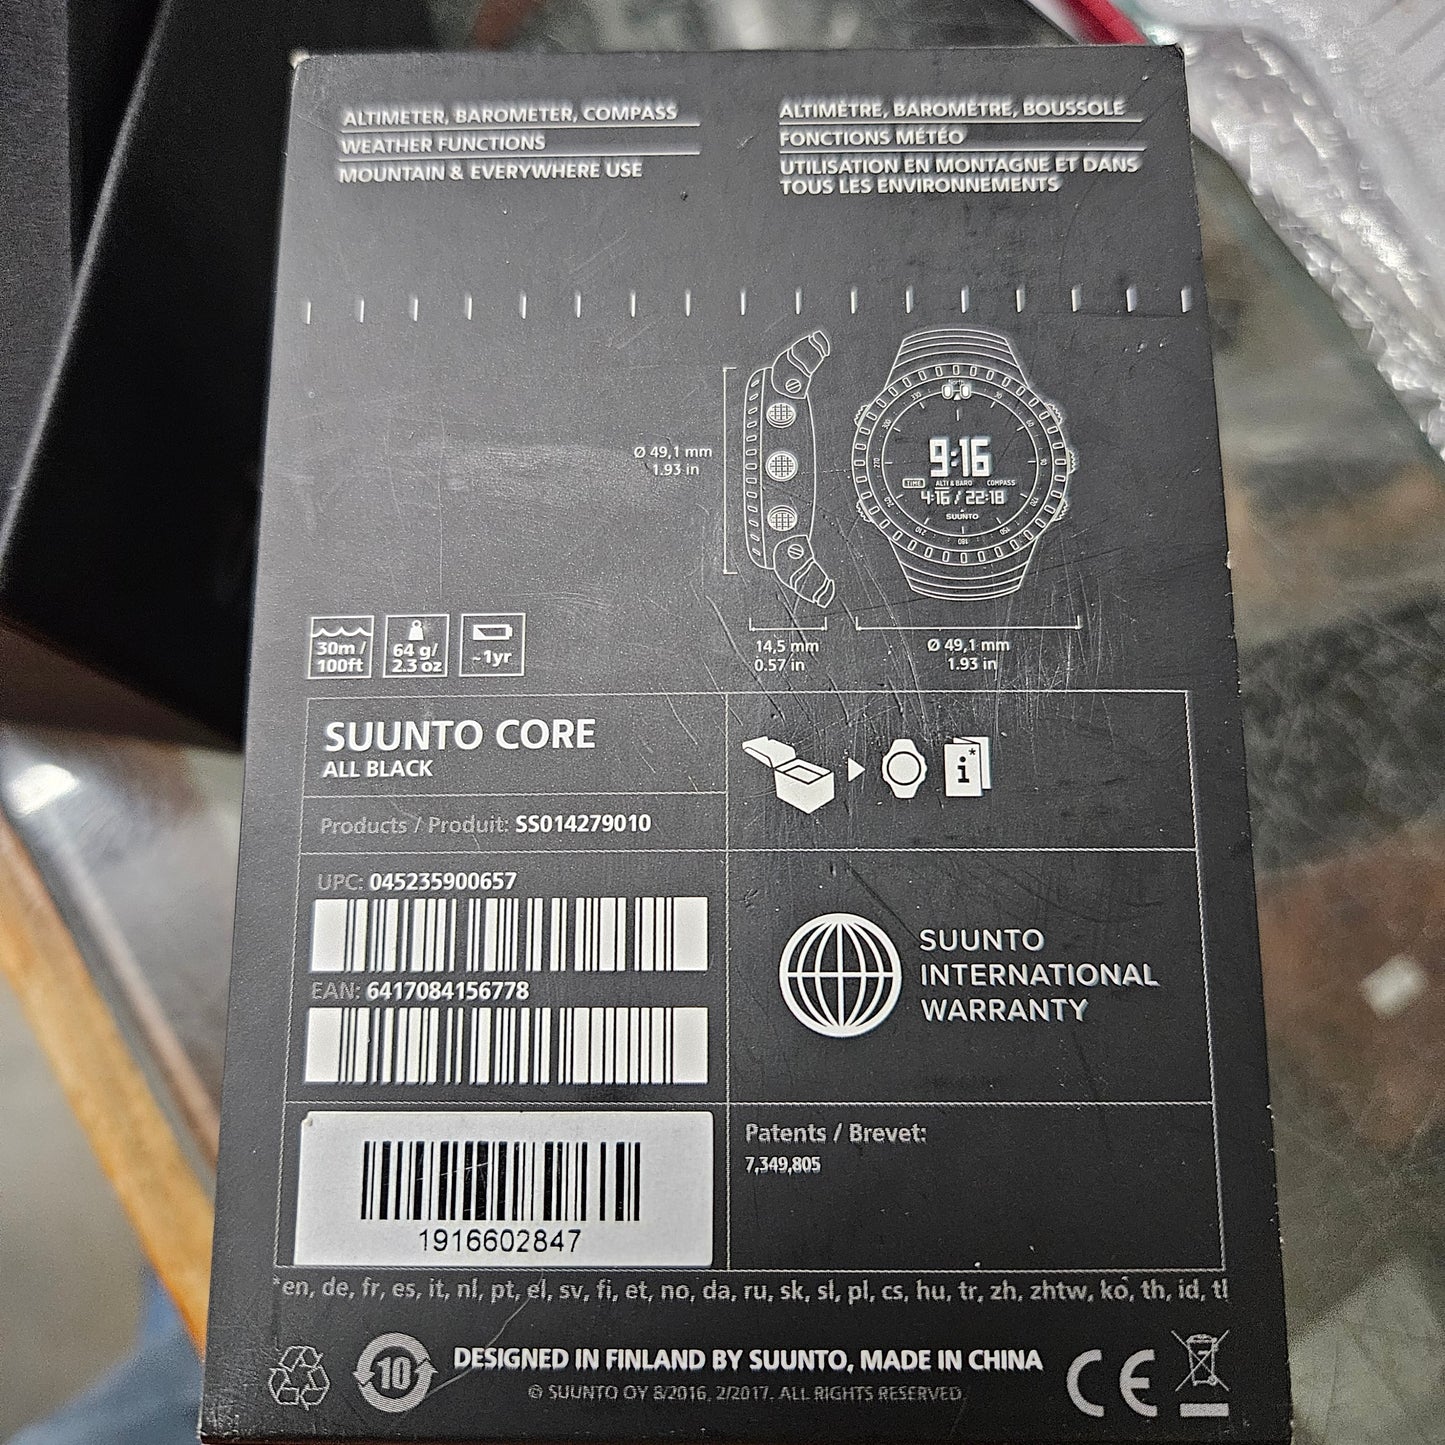 ALTIMETER, BAROMETER, COMPASS
WEATHER FUNCTIONS
MOUNTAIN & EVERYWHERE USE
ALTIMÈTRE, BAROMÈTRE, BOUSSOLE
FONCTIONS MÉTÉO
UTILISATION EN MONTAGNE ET DANS
TOUS LES ENVIRONNEMENTS
Ø 49,1 mm
1.93 in
North
9:16
TIME ALTI & BARO COMPASS
4:16 / 22:18
SUUNTO
14,5 mm
0.57 in
Ø 49,1 mm
1.93 in
30m /
100ft
64 g/
2.3 oz
~1yr
SUUNTO CORE
ALL BLACK
Products / Produit: SS014279010
i*
UPC: 045235900657
EAN: 6417084156778
SUUNTO
INTERNATIONAL
WARRANTY
1916602847
Patents / Brevet:
7,349,805
*en, de, fr, es, it, nl, pt, el, sv, fi, et, no, da, ru, sk, sl, pl, cs, hu, tr, zh, zhtw, ko, th, id, tl
10
DESIGNED IN FINLAND BY SUUNTO, MADE IN CHINA
© SUUNTO OY 8/2016, 2/2017. ALL RIGHTS RESERVED.
CE